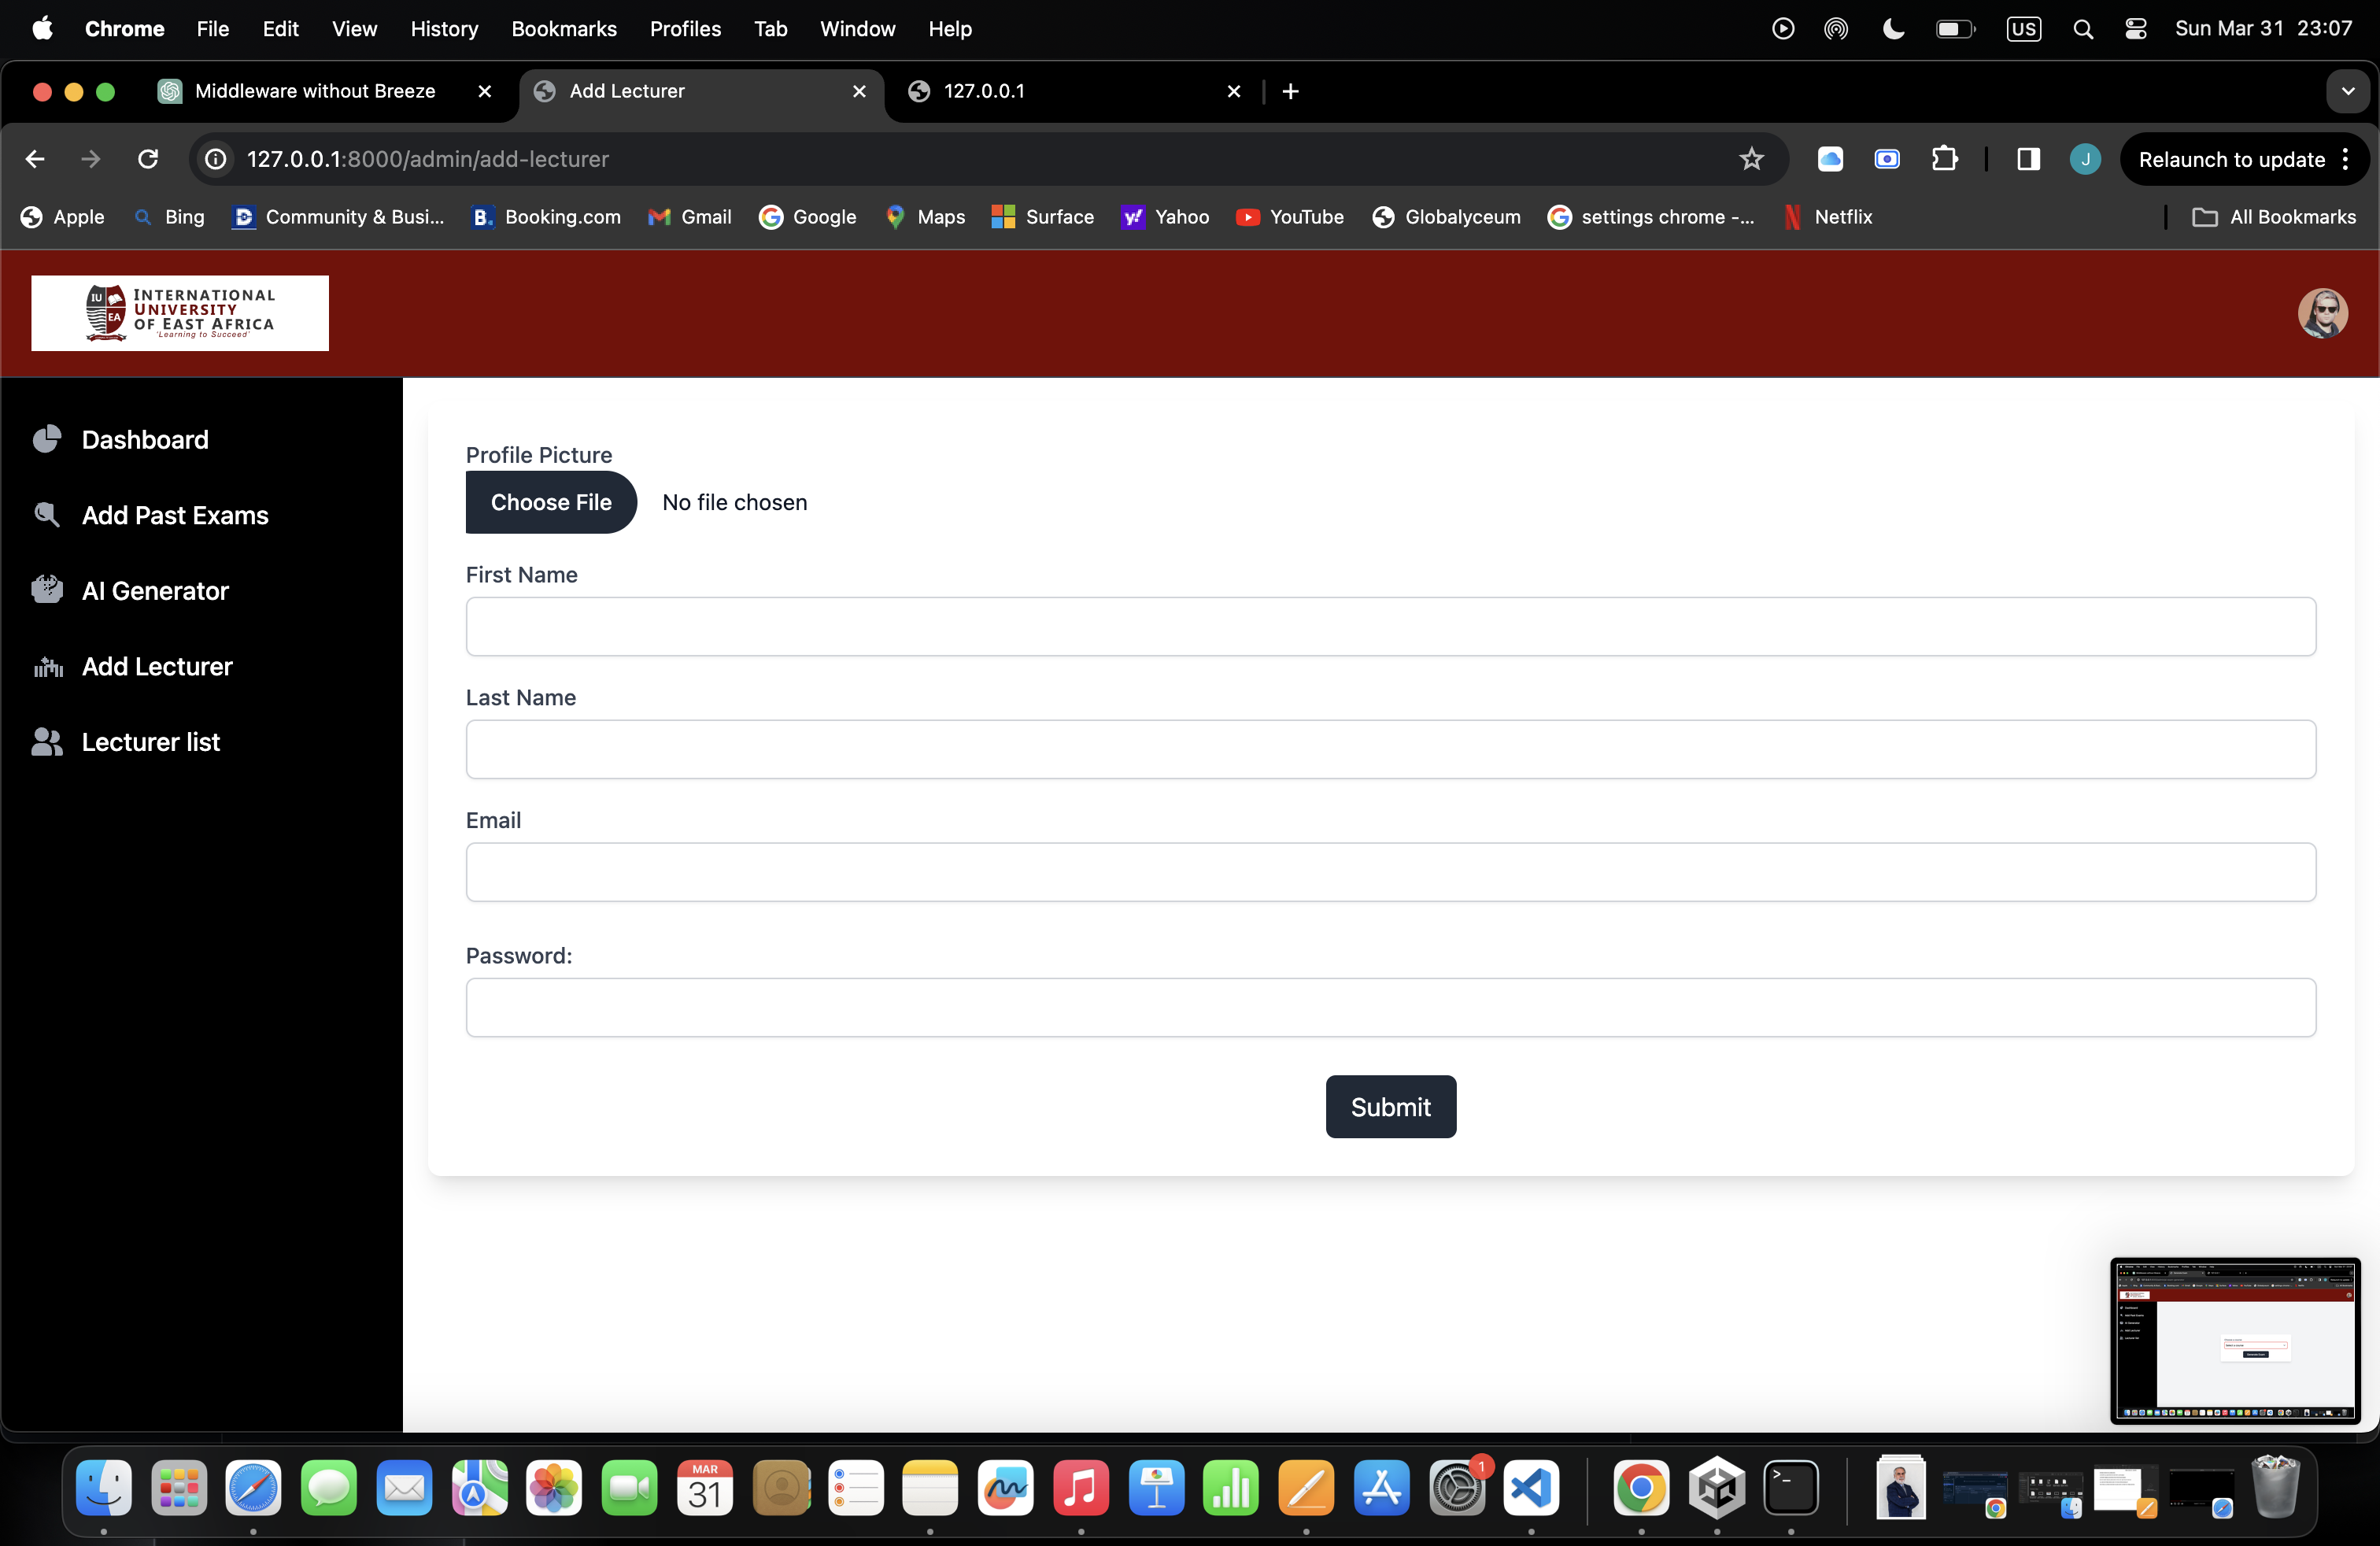 Chrome File Edit View History Bookmarks Profiles Tab Window Help US Sun Mar 31 23:07
Middleware without Breeze Add Lecturer 127.0.0.1
127.0.0.1:8000/admin/add-lecturer J Relaunch to update
Apple Bing Community & Busi... Booking.com Gmail Google Maps Surface Yahoo YouTube Globalyceum settings chrome -... Netflix All Bookmarks
IU EA
INTERNATIONAL
UNIVERSITY
OF EAST AFRICA
'Learning to Succeed'
Dashboard
Add Past Exams
AI Generator
Add Lecturer
Lecturer list
Profile Picture
Choose File No file chosen
First Name
Last Name
Email
Password:
Submit
MAR
31
1